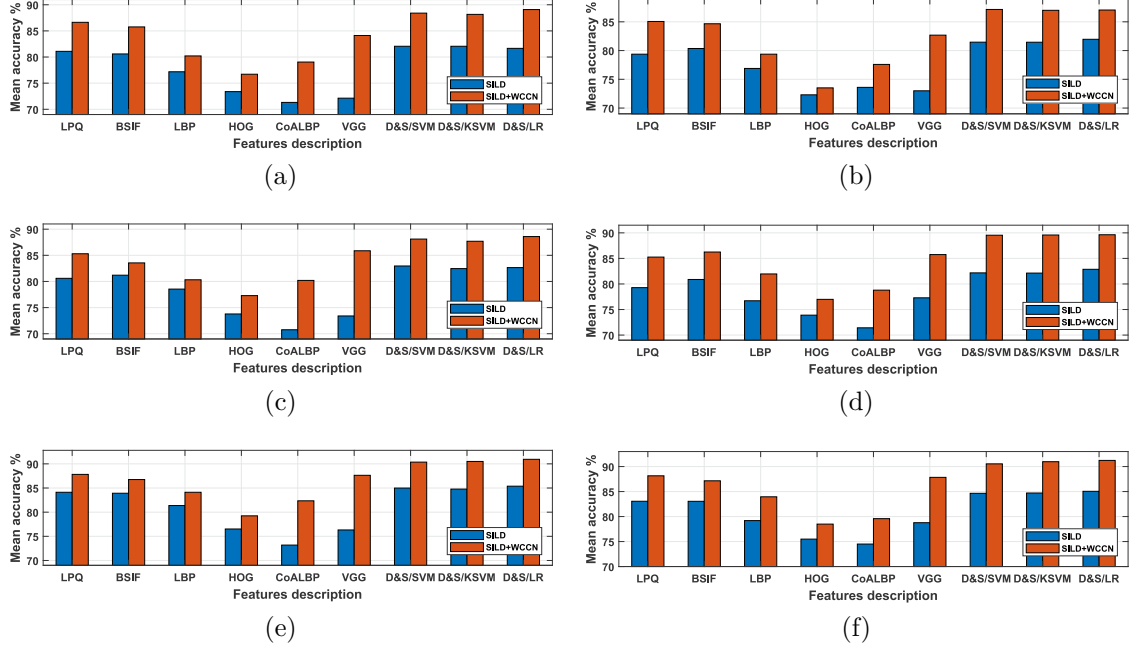 Mean accuracy %
90
85
80
75
70
SILD
SILD+WCCN
LPQ BSIF LBP HOG CoALBP VGG D&S/SVM D&S/KSVM D&S/LR
Features description
(a)
Mean accuracy %
85
80
75
70
SILD
SILD+WCCN
LPQ BSIF LBP HOG CoALBP VGG D&S/SVM D&S/KSVM D&S/LR
Features description
(b)
Mean accuracy %
90
85
80
75
70
SILD
SILD+WCCN
LPQ BSIF LBP HOG CoALBP VGG D&S/SVM D&S/KSVM D&S/LR
Features description
(c)
Mean accuracy %
90
85
80
75
70
SILD
SILD+WCCN
LPQ BSIF LBP HOG CoALBP VGG D&S/SVM D&S/KSVM D&S/LR
Features description
(d)
Mean accuracy %
90
85
80
75
70
SILD
SILD+WCCN
LPQ BSIF LBP HOG CoALBP VGG D&S/SVM D&S/KSVM D&S/LR
Features description
(e)
Mean accuracy %
90
85
80
75
70
SILD
SILD+WCCN
LPQ BSIF LBP HOG CoALBP VGG D&S/SVM D&S/KSVM D&S/LR
Features description
(f)